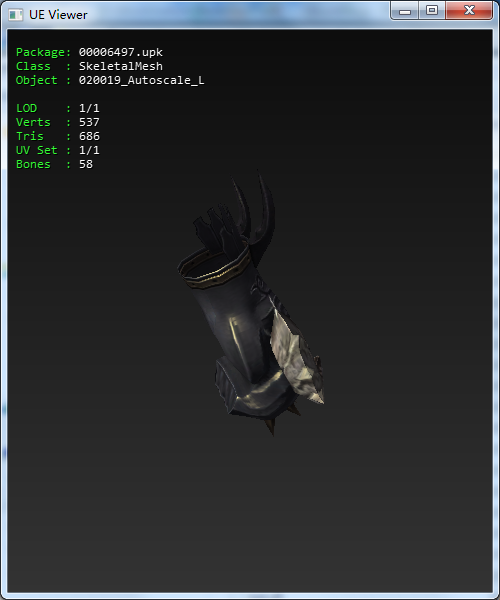 UE Viewer
Package: 00006497.upk
Class : SkeletalMesh
Object : 020019_Autoscale_L
LOD : 1/1
Verts : 537
Tris : 686
UV Set : 1/1
Bones : 58